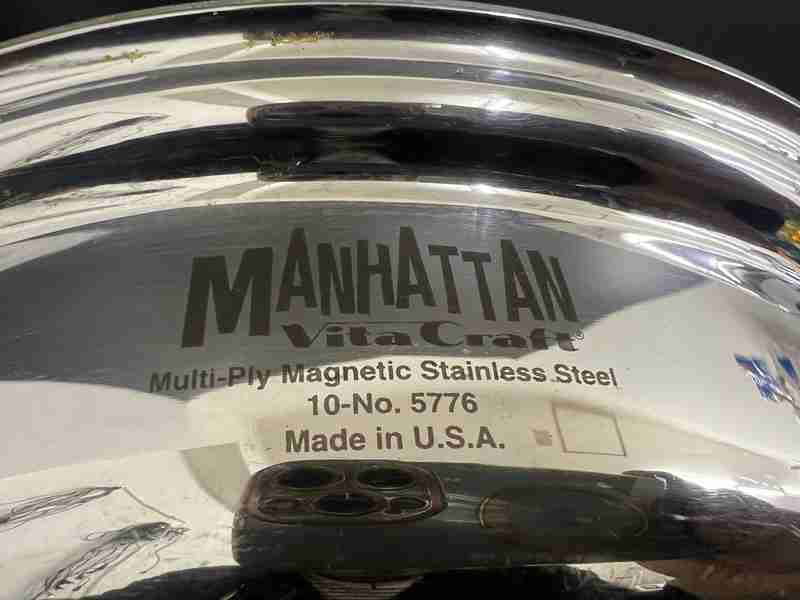 MANHATTAN
Vita Craft®
Multi-Ply Magnetic Stainless Steel
10-No. 5776
Made in U.S.A.